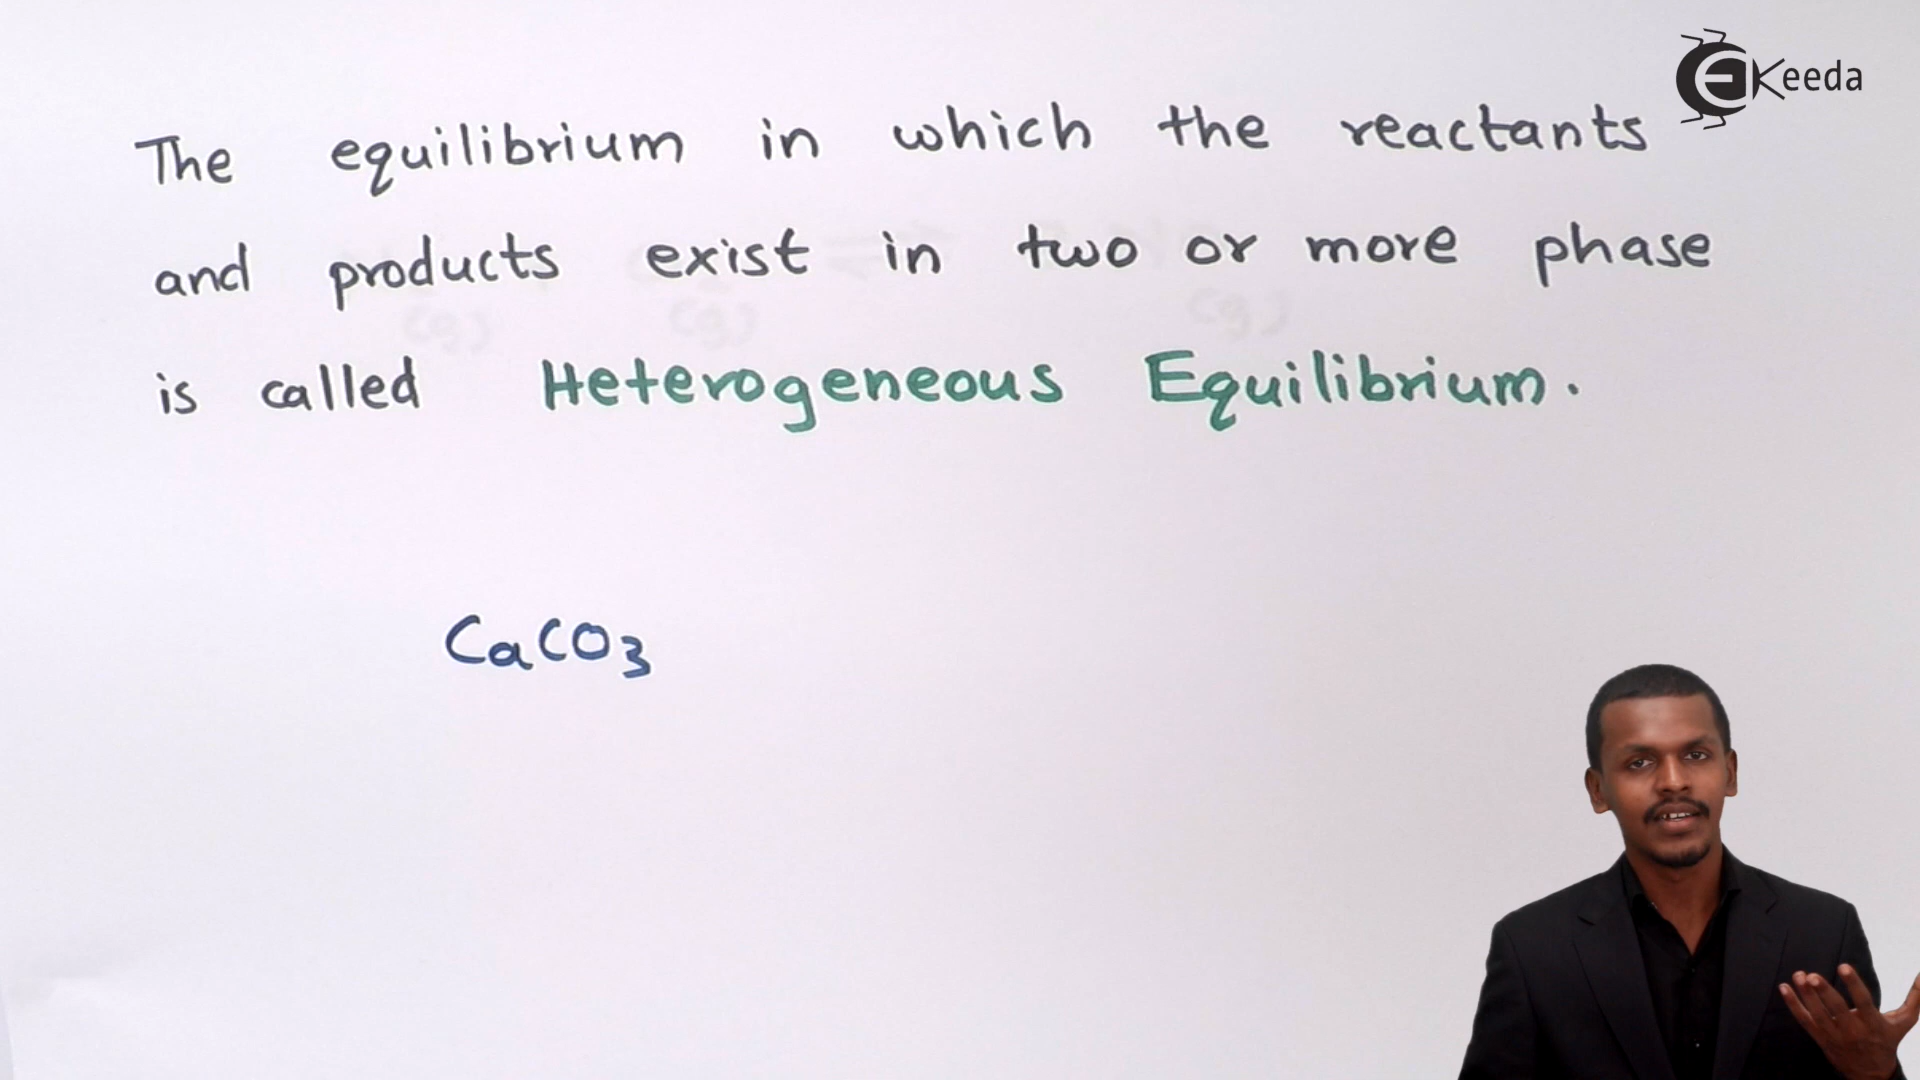 EKeeda
The equilibrium in which the reactants
and products exist in two or more phase
is called Heterogeneous Equilibrium.
(g) (g) (g)
CaCO3